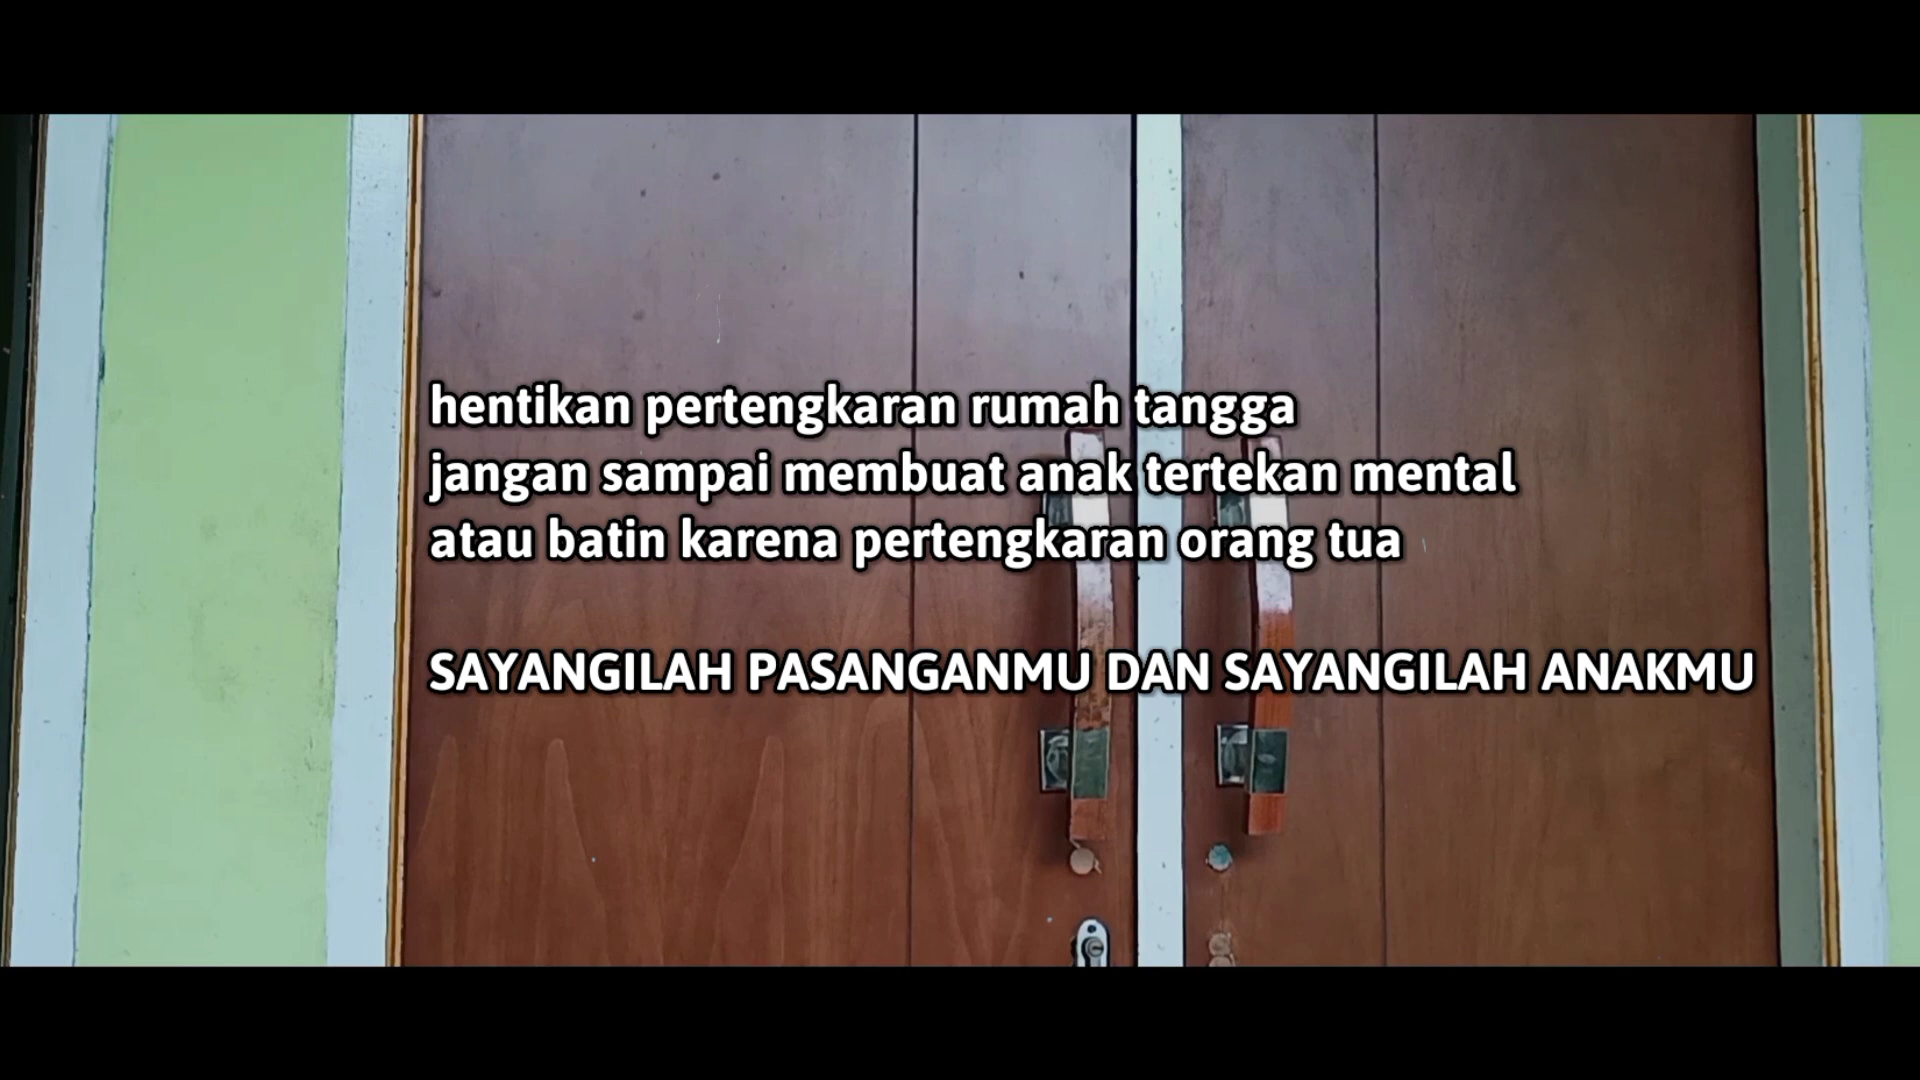 hentikan pertengkaran rumah tangga
jangan sampai membuat anak tertekan mental
atau batin karena pertengkaran orang tua
SAYANGILAH PASANGANMU DAN SAYANGILAH ANAKMU